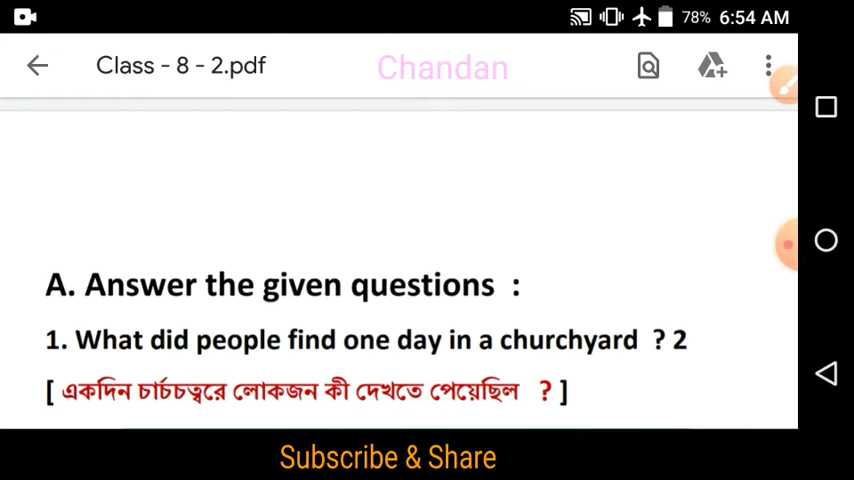 78% 6:54 AM
Class - 8 - 2.pdf
Chandan
A. Answer the given questions :
1. What did people find one day in a churchyard ? 2
[ একদিন চার্চচত্বরে লোকজন কী দেখতে পেয়েছিল ? ]
Subscribe & Share